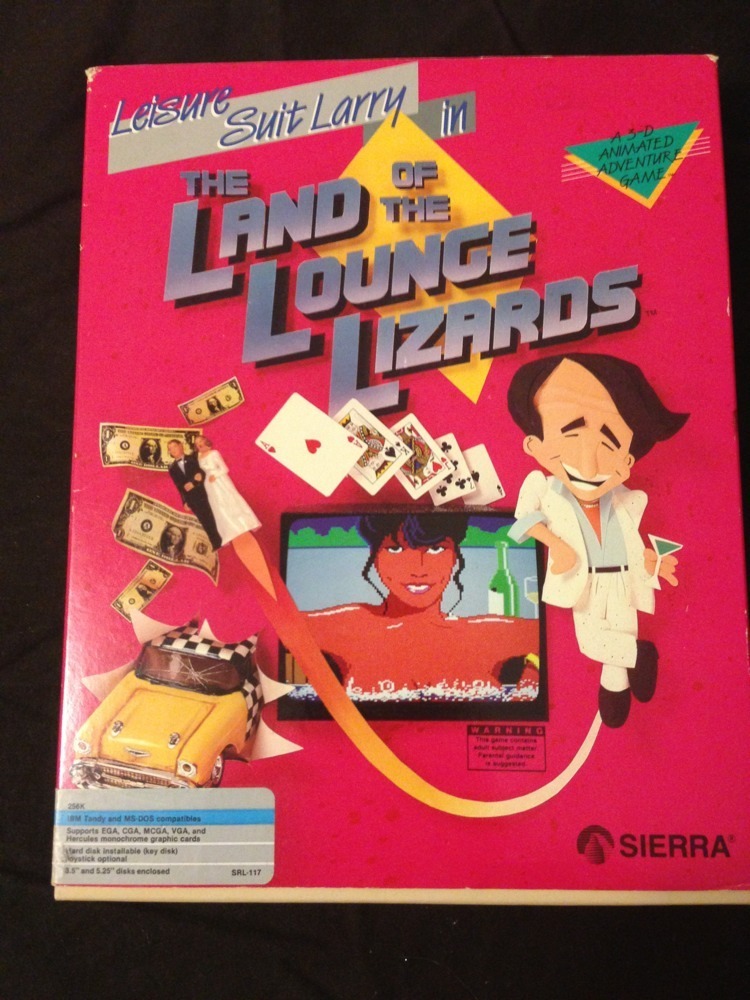 Leisure
Suit Larry
in
THE
LAND
OF
THE
LOUNGE
LIZARDS™
A 3-D
ANIMATED
ADVENTURE
GAME™
WARNING
This game contains
adult subject matter
Parental guidance
is suggested.
256K
IBM Tandy and MS-DOS compatibles
Supports EGA, CGA, MCGA, VGA, and
Hercules monochrome graphic cards
Hard disk installable (key disk)
Joystick optional
3.5" and 5.25" disks enclosed
SRL-117
SIERRA®